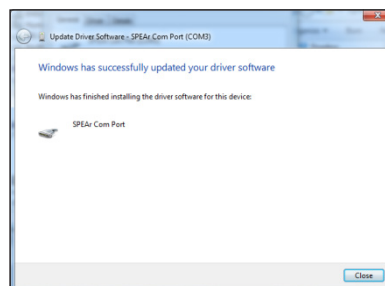 Update Driver Software - SPEAr Com Port (COM3)
Windows has successfully updated your driver software
Windows has finished installing the driver software for this device:
SPEAr Com Port
Close